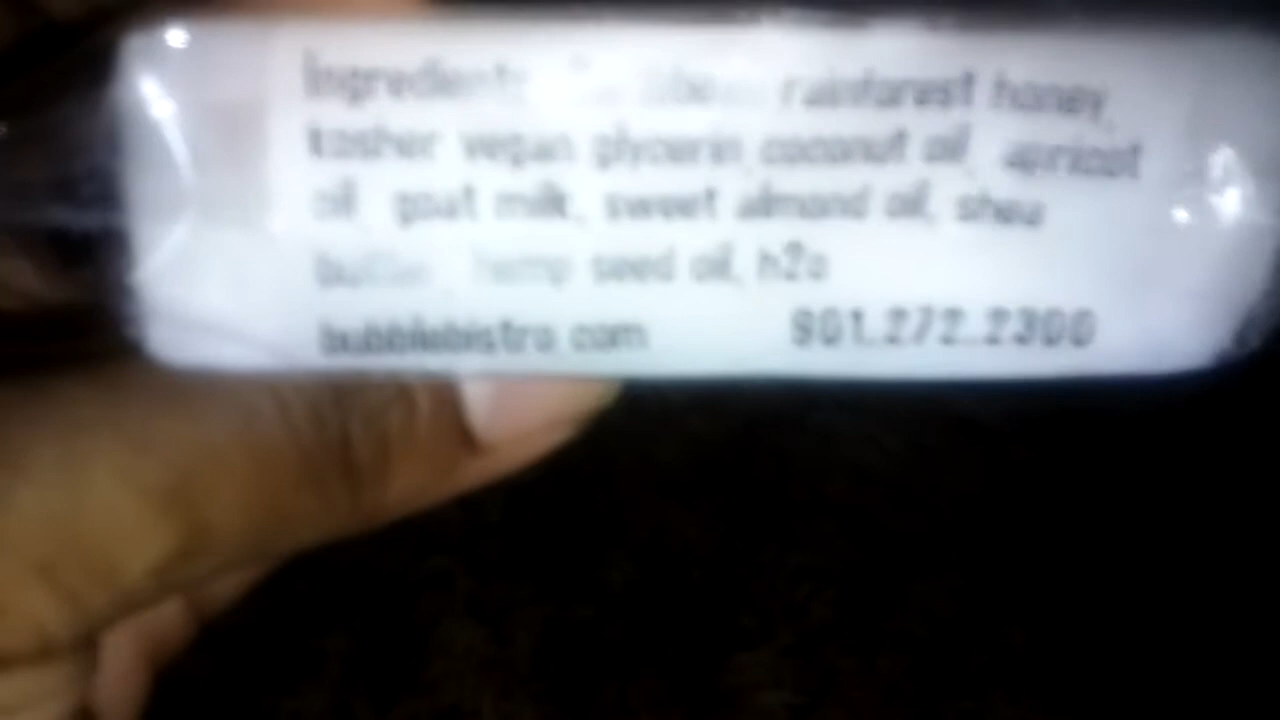 Ingredients rainforest honey,
kosher vegan glycerin, coconut oil, apricot
oil, goat milk, sweet almond oil, shea
butter, hemp seed oil, h2o
bubblebistro.com 901.272.2300